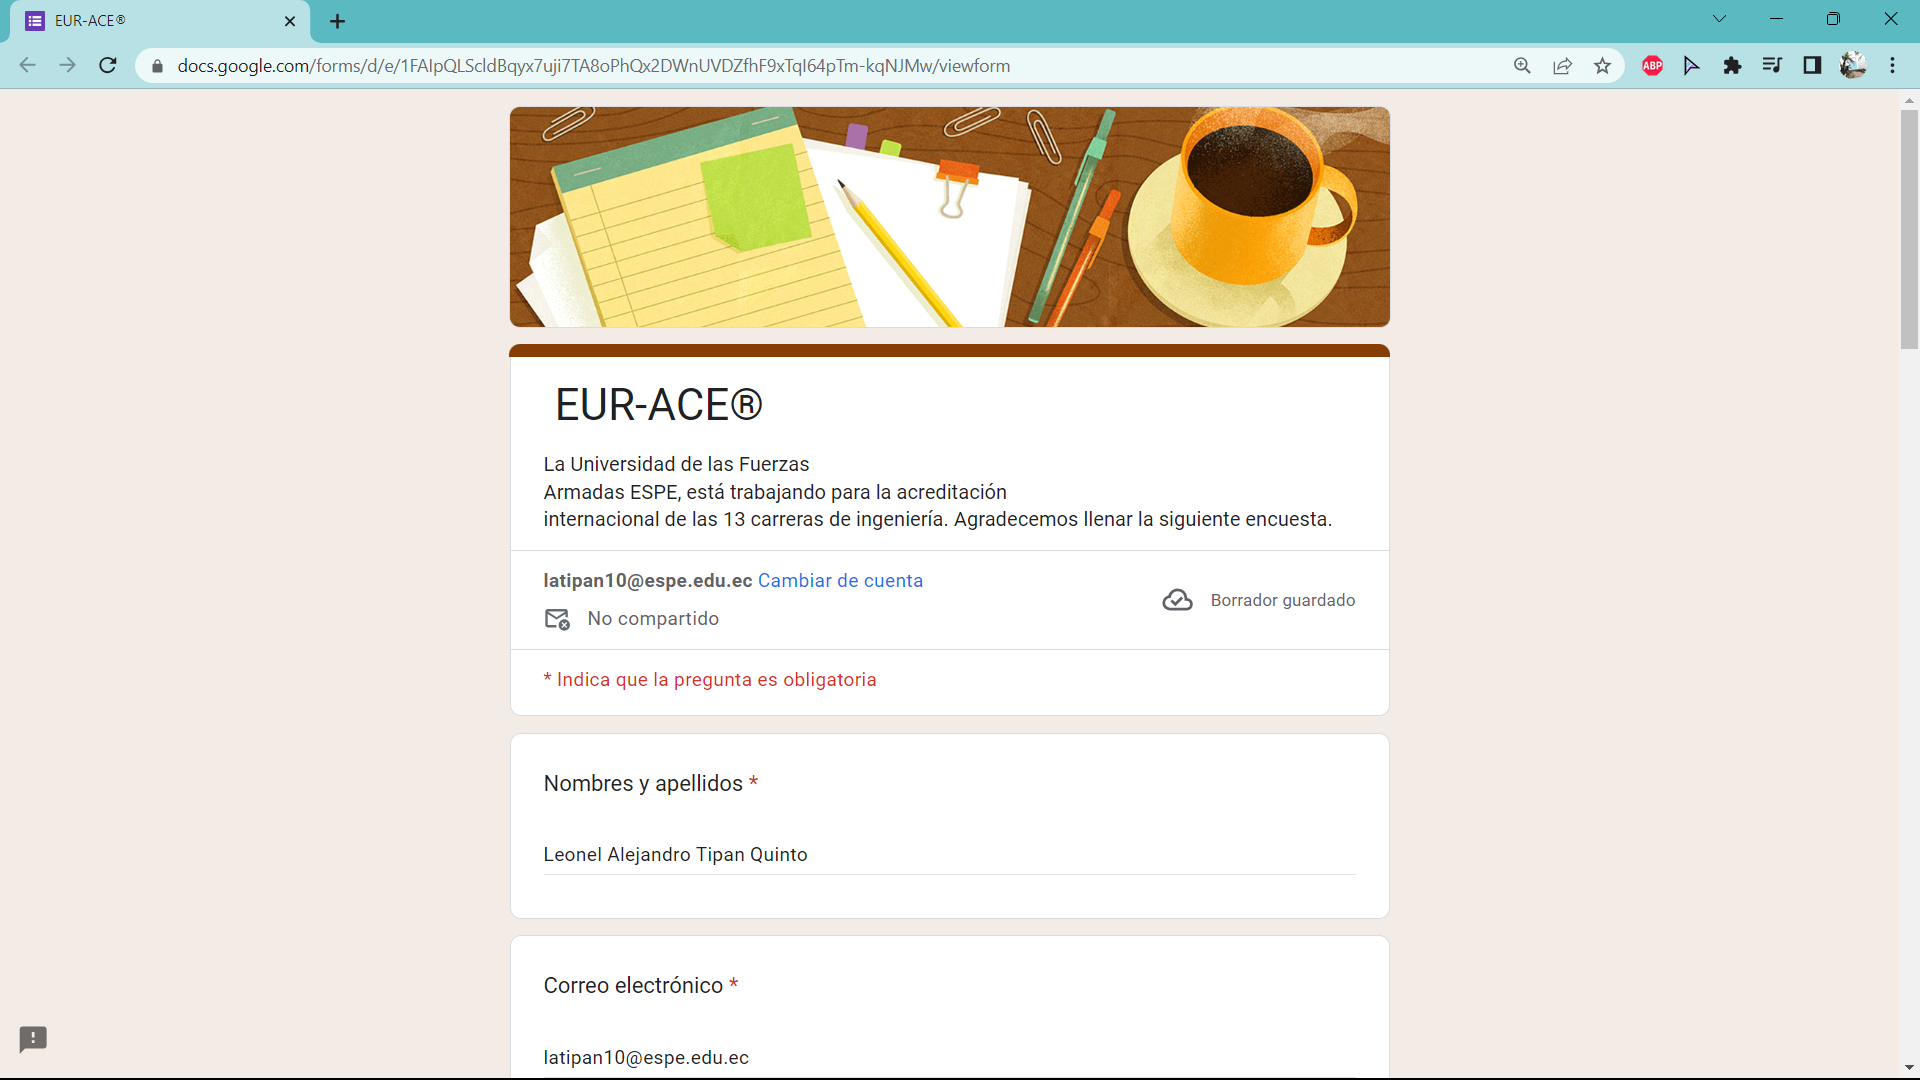 EUR-ACE®
docs.google.com/forms/d/e/1FAIpQLScldBqyx7uji7TA8oPhQx2DWnUVDZfhF9xTqI64pTm-kqNJMw/viewform
ABP
EUR-ACE®
La Universidad de las Fuerzas
Armadas ESPE, está trabajando para la acreditación
internacional de las 13 carreras de ingeniería. Agradecemos llenar la siguiente encuesta.
latipan10@espe.edu.ec Cambiar de cuenta
No compartido
Borrador guardado
* Indica que la pregunta es obligatoria
Nombres y apellidos *
Leonel Alejandro Tipan Quinto
Correo electrónico *
latipan10@espe.edu.ec